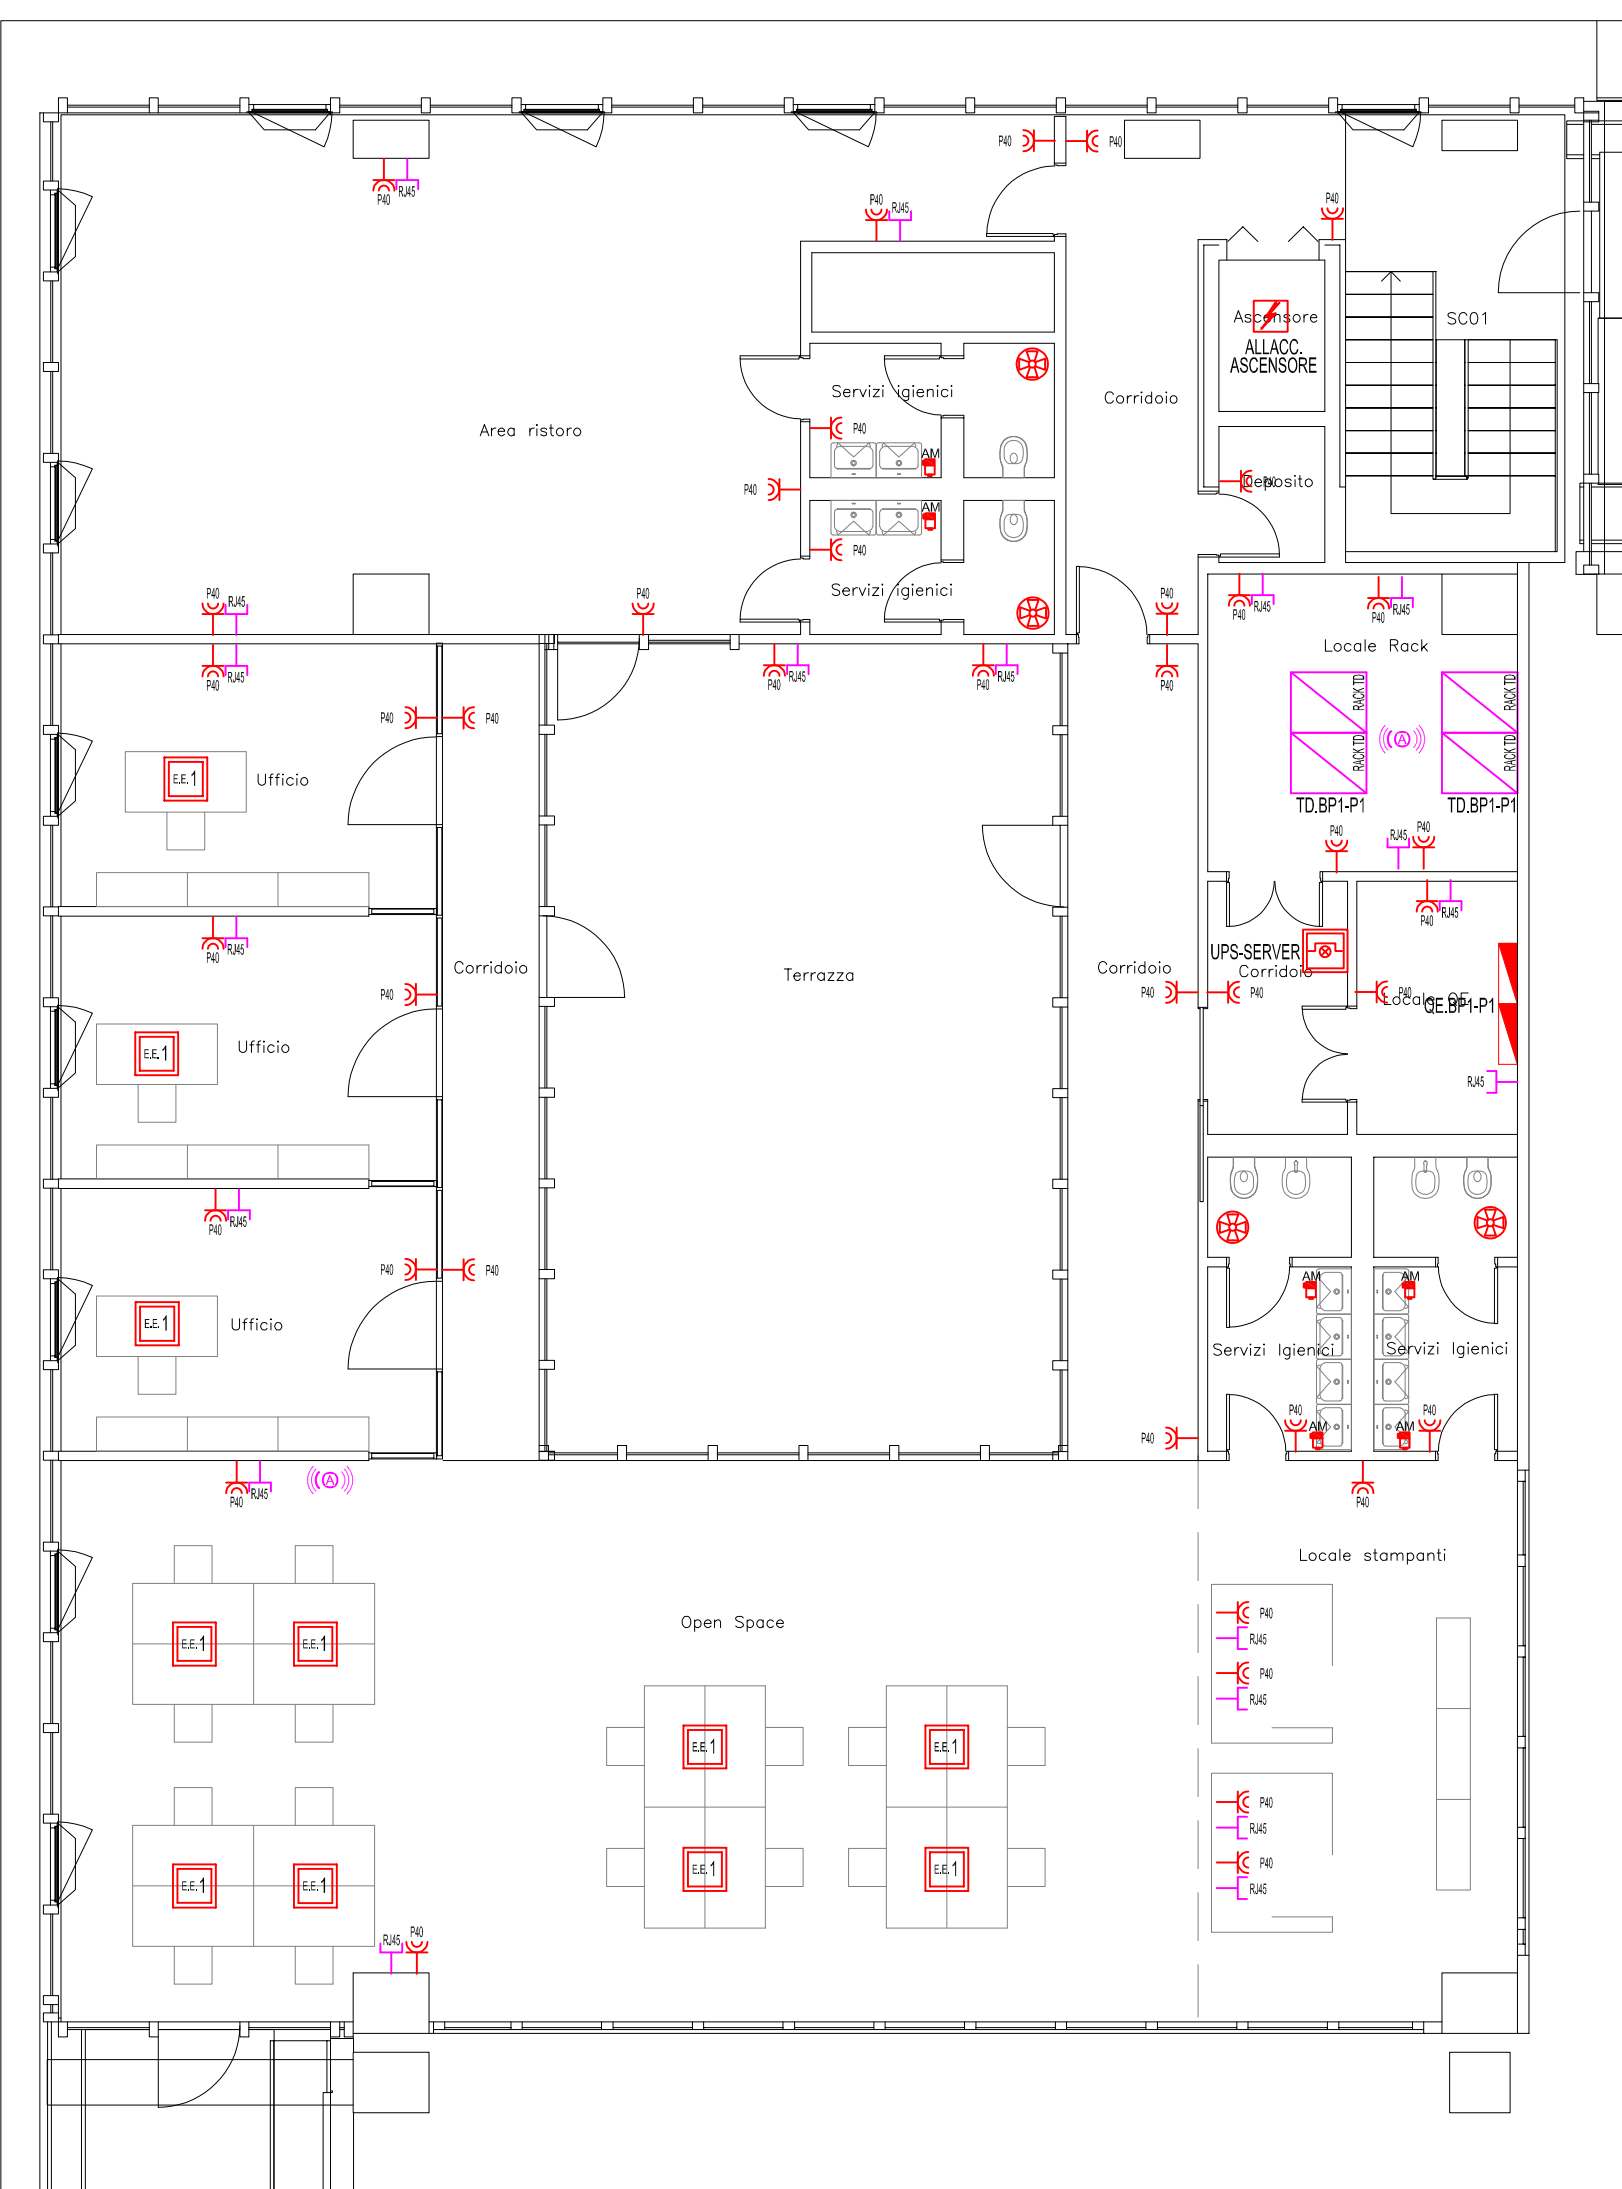 P40
P40
P40
RJ45
P40
RJ45
P40
Ascensore
ALLACC.
ASCENSORE
SC01
Servizi igienici
Corridoio
Area ristoro
P40
AM
P40
P40
Deposito
AM
P40
Servizi igienici
P40
RJ45
P40
P40
P40
RJ45
P40
RJ45
Locale Rack
P40
RJ45
P40
RJ45
P40
RJ45
P40
RACK TD
RACK TD
P40
P40
RACK TD
RACK TD
A
E.E.1
Ufficio
TD.BP1-P1
TD.BP1-P1
P40
RJ45
P40
P40
RJ45
P40
RJ45
UPS-SERVER
Corridoio
Corridoio
Terrazza
Corridoio
P40
P40
P40
P40
Locale QE
QE.BP1-P1
E.E.1
Ufficio
RJ45
P40
RJ45
P40
P40
AM
AM
E.E.1
Ufficio
Servizi Igienici
Servizi Igienici
P40
P40
AM
AM
P40
P40
RJ45
A
P40
Locale stampanti
Open Space
P40
RJ45
E.E.1
E.E.1
P40
RJ45
E.E.1
E.E.1
P40
RJ45
P40
RJ45
E.E.1
E.E.1
E.E.1
E.E.1
RJ45
P40